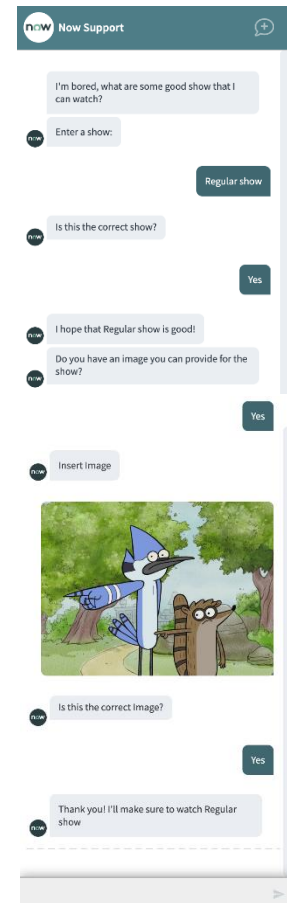 now Now Support
I'm bored, what are some good show that I
can watch?
Enter a show:
now
Regular show
Is this the correct show?
now
Yes
I hope that Regular show is good!
now
Do you have an image you can provide for the
show?
now
Yes
Insert Image
now
Is this the correct Image?
now
Yes
Thank you! I'll make sure to watch Regular
show
now